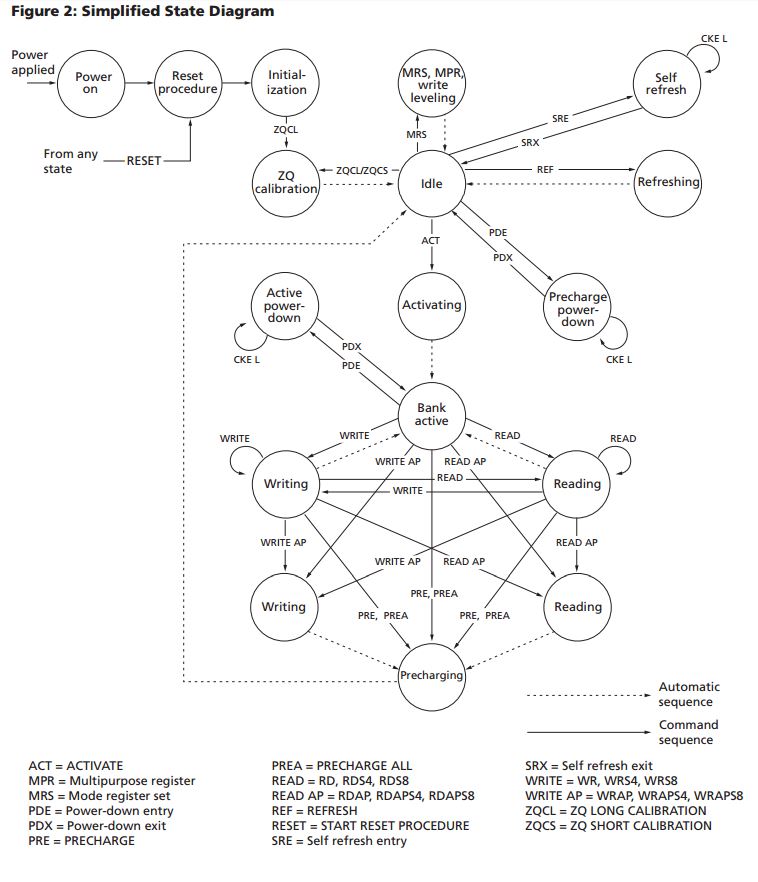 Figure 2: Simplified State Diagram
CKE L
Power
applied
Power
on
Reset
procedure
Initial-
ization
MRS, MPR,
write
leveling
Self
refresh
SRE
ZQCL
MRS
SRX
From any
state
RESET
ZQ
calibration
ZQCL/ZQCS
Idle
REF
Refreshing
PDE
ACT
PDX
Active
power-
down
Activating
Precharge
power-
down
PDX
CKE L
PDE
CKE L
Bank
active
WRITE
WRITE
READ
READ
WRITE AP
READ AP
Writing
READ
WRITE
Reading
WRITE AP
READ AP
WRITE AP
READ AP
PRE, PREA
Writing
Reading
PRE, PREA
PRE, PREA
Precharging
Automatic
sequence
Command
sequence
ACT = ACTIVATE
MPR = Multipurpose register
MRS = Mode register set
PDE = Power-down entry
PDX = Power-down exit
PRE = PRECHARGE
PREA = PRECHARGE ALL
READ = RD, RDS4, RDS8
READ AP = RDAP, RDAPS4, RDAPS8
REF = REFRESH
RESET = START RESET PROCEDURE
SRE = Self refresh entry
SRX = Self refresh exit
WRITE = WR, WRS4, WRS8
WRITE AP = WRAP, WRAPS4, WRAPS8
ZQCL = ZQ LONG CALIBRATION
ZQCS = ZQ SHORT CALIBRATION